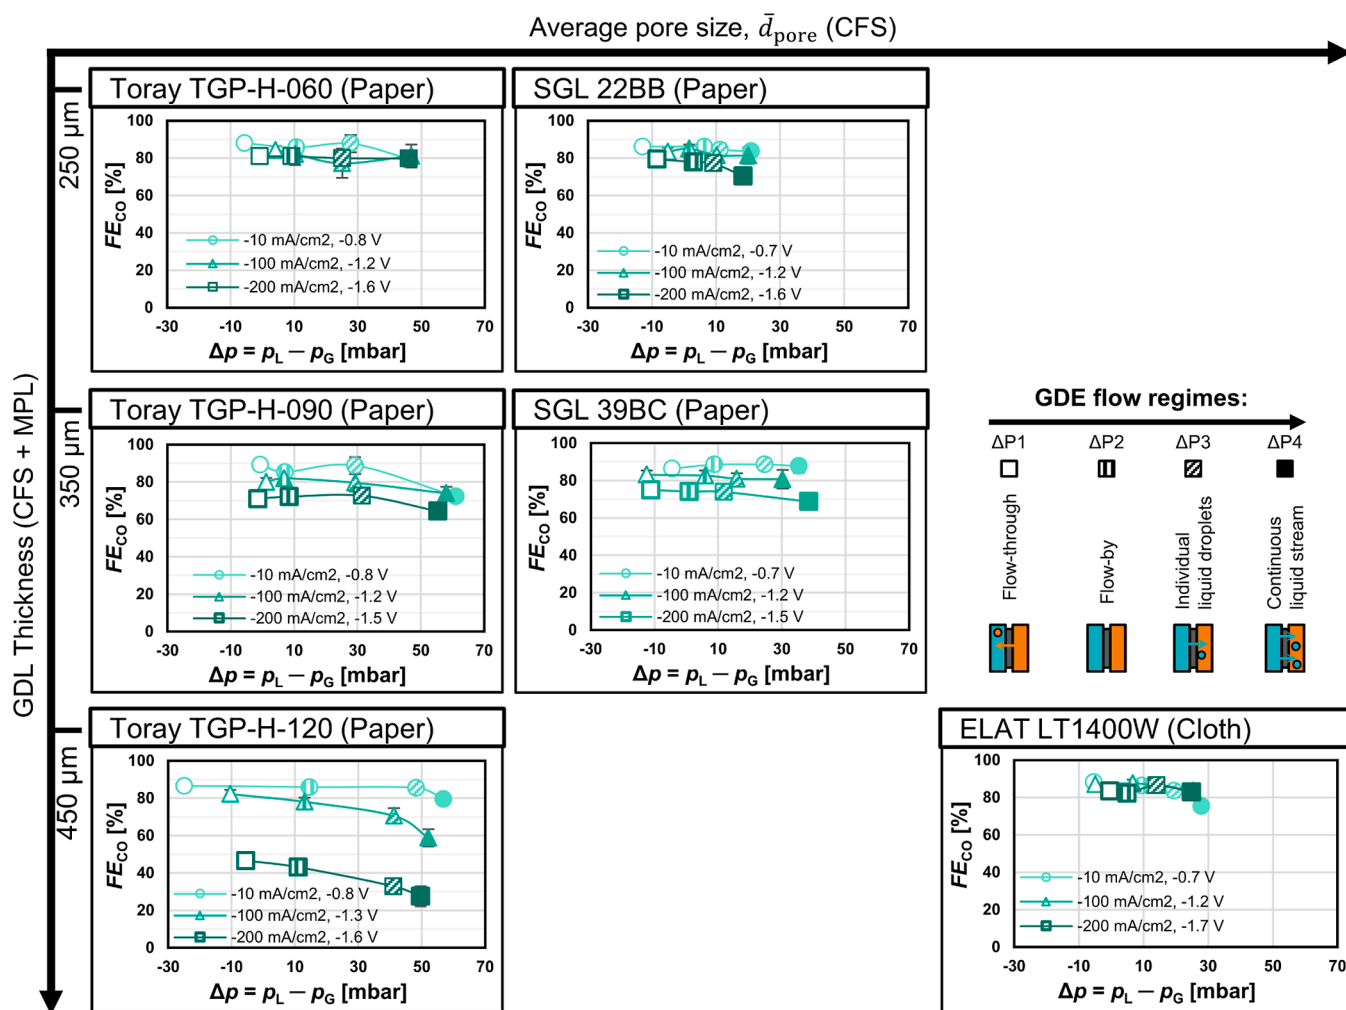 Average pore size, d̄pore (CFS)
GDL Thickness (CFS + MPL)
250 µm
Toray TGP-H-060 (Paper)
FECO [%]
100
80
60
40
20
0
-10 mA/cm2, -0.8 V
-100 mA/cm2, -1.2 V
-200 mA/cm2, -1.6 V
-30 -10 10 30 50 70
Δp = pL — pG [mbar]
SGL 22BB (Paper)
FECO [%]
100
80
60
40
20
0
-10 mA/cm2, -0.7 V
-100 mA/cm2, -1.2 V
-200 mA/cm2, -1.6 V
-30 -10 10 30 50 70
Δp = pL — pG [mbar]
350 µm
Toray TGP-H-090 (Paper)
FECO [%]
100
80
60
40
20
0
-10 mA/cm2, -0.8 V
-100 mA/cm2, -1.2 V
-200 mA/cm2, -1.5 V
-30 -10 10 30 50 70
Δp = pL — pG [mbar]
SGL 39BC (Paper)
FECO [%]
100
80
60
40
20
0
-10 mA/cm2, -0.7 V
-100 mA/cm2, -1.2 V
-200 mA/cm2, -1.5 V
-30 -10 10 30 50 70
Δp = pL — pG [mbar]
GDE flow regimes:
ΔP1 ΔP2 ΔP3 ΔP4
Flow-through
Flow-by
Individual
liquid droplets
Continuous
liquid stream
450 µm
Toray TGP-H-120 (Paper)
FECO [%]
100
80
60
40
20
0
-10 mA/cm2, -0.8 V
-100 mA/cm2, -1.3 V
-200 mA/cm2, -1.6 V
-30 -10 10 30 50 70
Δp = pL — pG [mbar]
ELAT LT1400W (Cloth)
FECO [%]
100
80
60
40
20
0
-10 mA/cm2, -0.7 V
-100 mA/cm2, -1.2 V
-200 mA/cm2, -1.7 V
-30 -10 10 30 50 70
Δp = pL — pG [mbar]